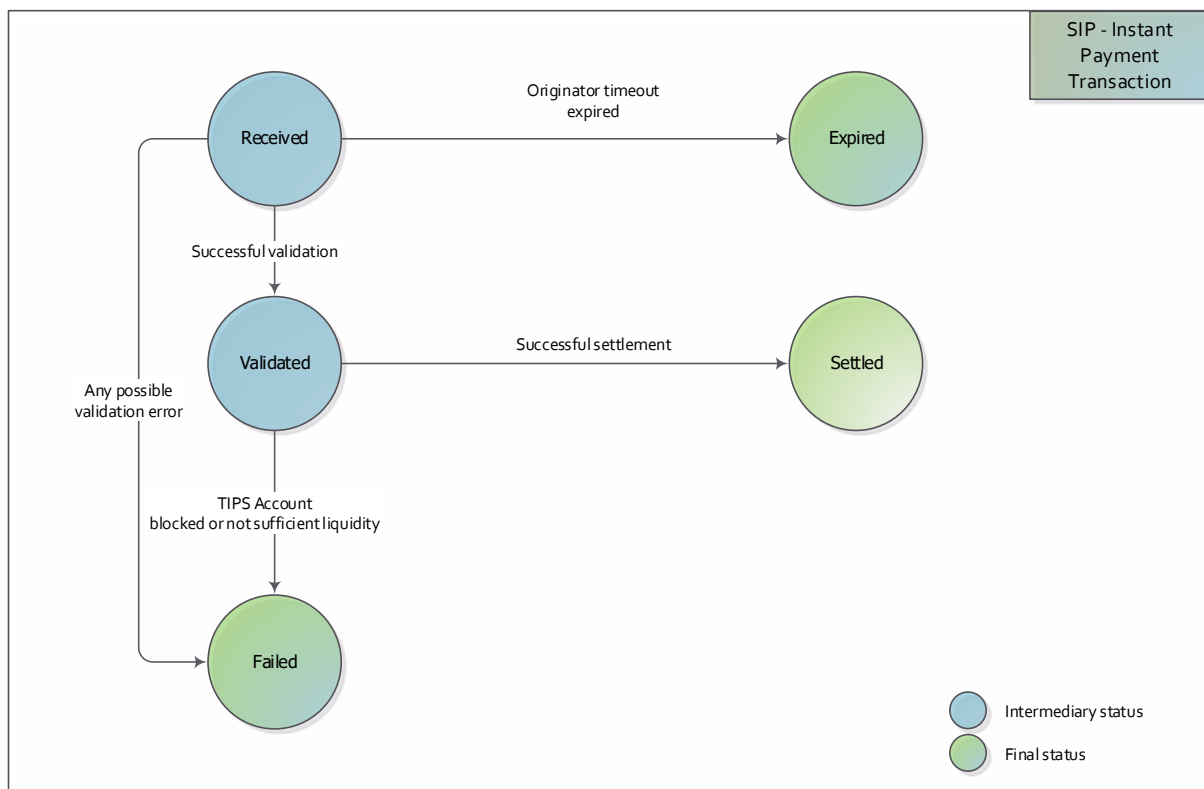 SIP - Instant
Payment
Transaction
Originator timeout
expired
Received
Expired
Successful validation
Successful settlement
Validated
Settled
Any possible
validation error
TIPS Account
blocked or not sufficient liquidity
Failed
Intermediary status
Final status